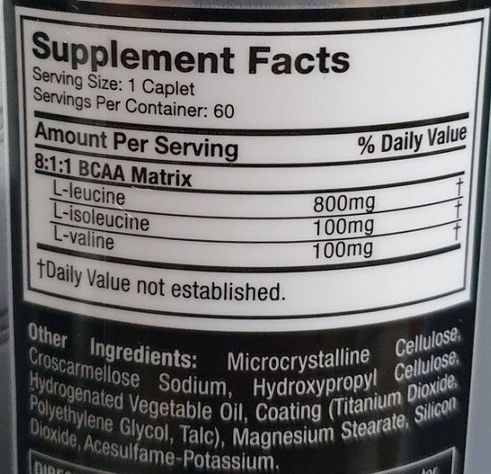 Supplement Facts
Serving Size: 1 Caplet
Servings Per Container: 60
Amount Per Serving % Daily Value
8:1:1 BCAA Matrix
L-leucine 800mg †
L-isoleucine 100mg †
L-valine 100mg †
†Daily Value not established.
Other Ingredients: Microcrystalline Cellulose,
Croscarmellose Sodium, Hydroxypropyl Cellulose,
Hydrogenated Vegetable Oil, Coating (Titanium Dioxide,
Polyethylene Glycol, Talc), Magnesium Stearate, Silicon
Dioxide, Acesulfame-Potassium.